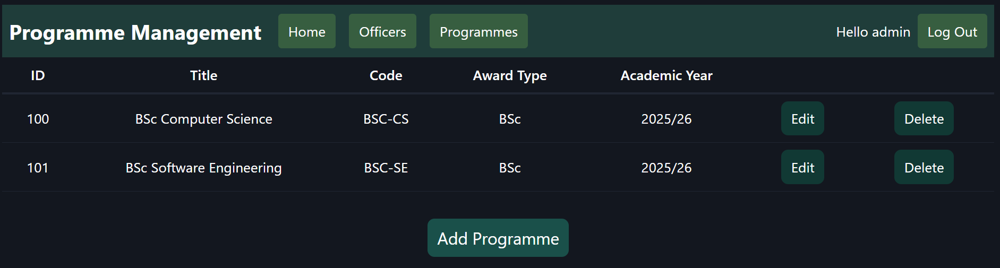 Programme Management Home Officers Programmes Hello admin Log Out
ID Title Code Award Type Academic Year
100 BSc Computer Science BSC-CS BSc 2025/26 Edit Delete
101 BSc Software Engineering BSC-SE BSc 2025/26 Edit Delete
Add Programme